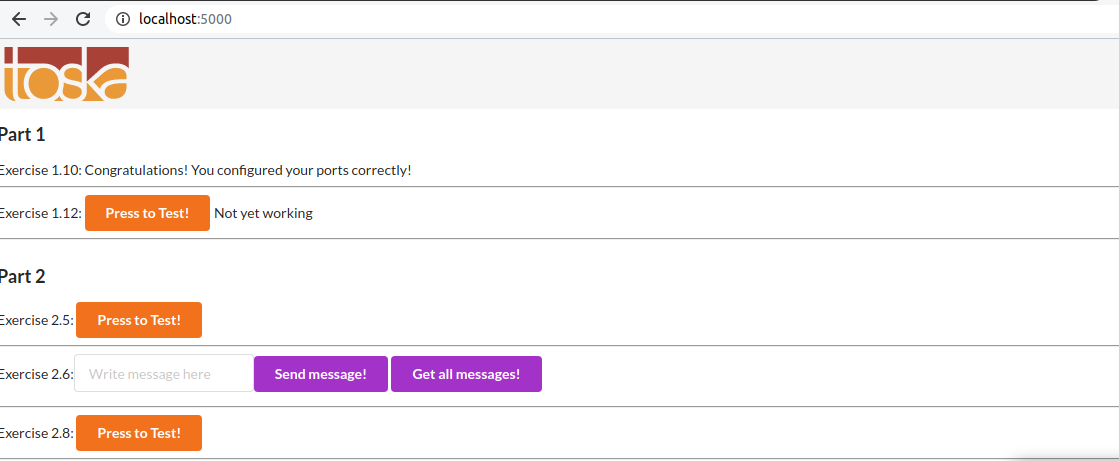 localhost:5000
toska
Part 1
Exercise 1.10: Congratulations! You configured your ports correctly!
Exercise 1.12: Press to Test! Not yet working
Part 2
Exercise 2.5: Press to Test!
Exercise 2.6: Write message here Send message! Get all messages!
Exercise 2.8: Press to Test!